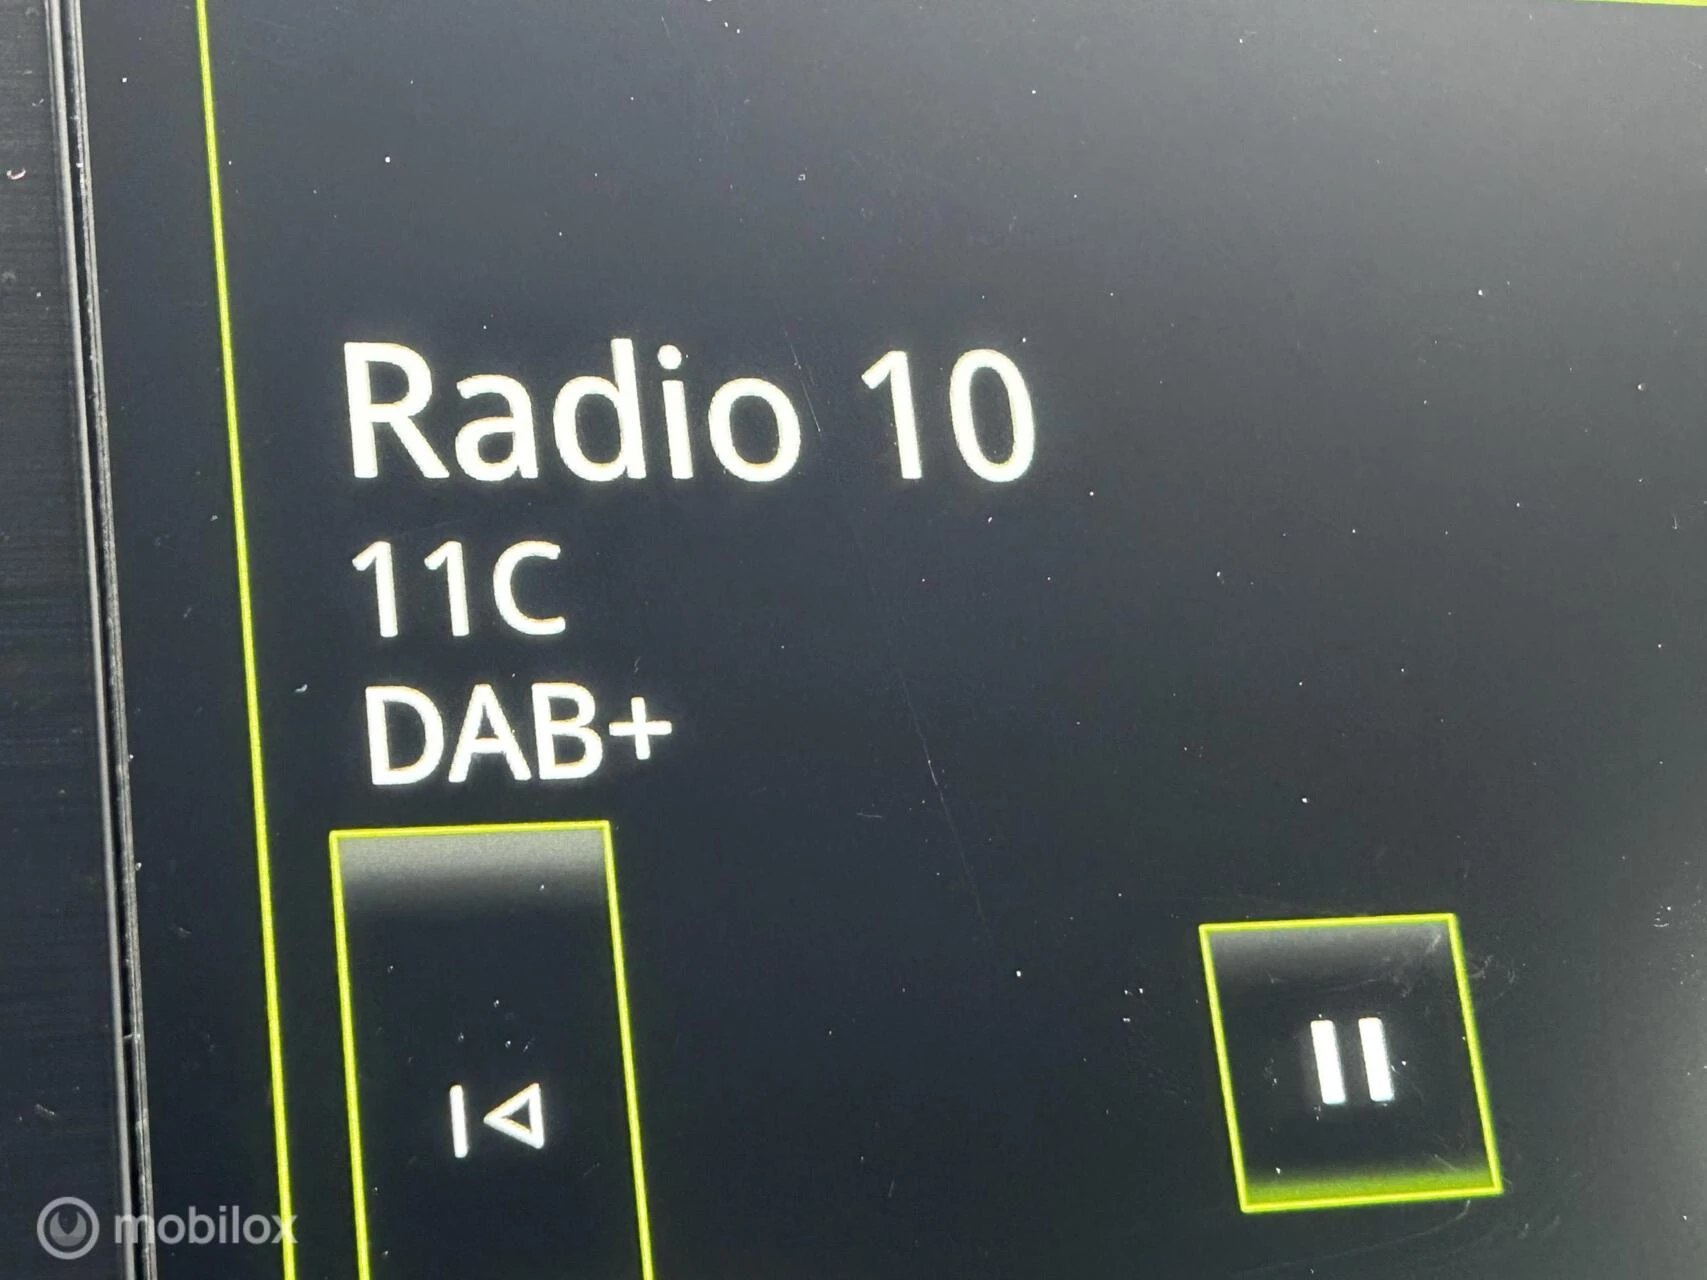 Radio 10
11C
DAB+
mobilox